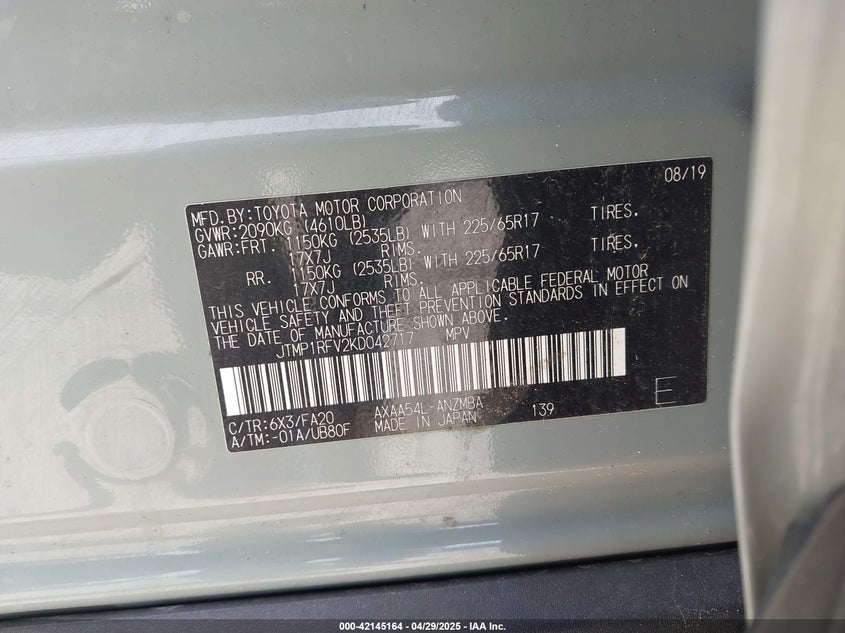 08/19
MFD.BY:TOYOTA MOTOR CORPORATION
GVWR:2090KG (4610LB)
GAWR:FRT: 1150KG (2535LB) WITH 225/65R17 TIRES,
17X7J RIMS.
RR. 1150KG (2535LB) WITH 225/65R17 TIRES,
17X7J RIMS.
THIS VEHICLE CONFORMS TO ALL APPLICABLE FEDERAL MOTOR
VEHICLE SAFETY AND THEFT PREVENTION STANDARDS IN EFFECT ON
THE DATE OF MANUFACTURE SHOWN ABOVE.
JTMP1RFV2KD042717 MPV
C/TR:6X3/FA20 AXAA54L-ANZMBA 139 E
A/TM:-01A/UB80F MADE IN JAPAN
000-42145164 | 04/29/2025 - IAA Inc.